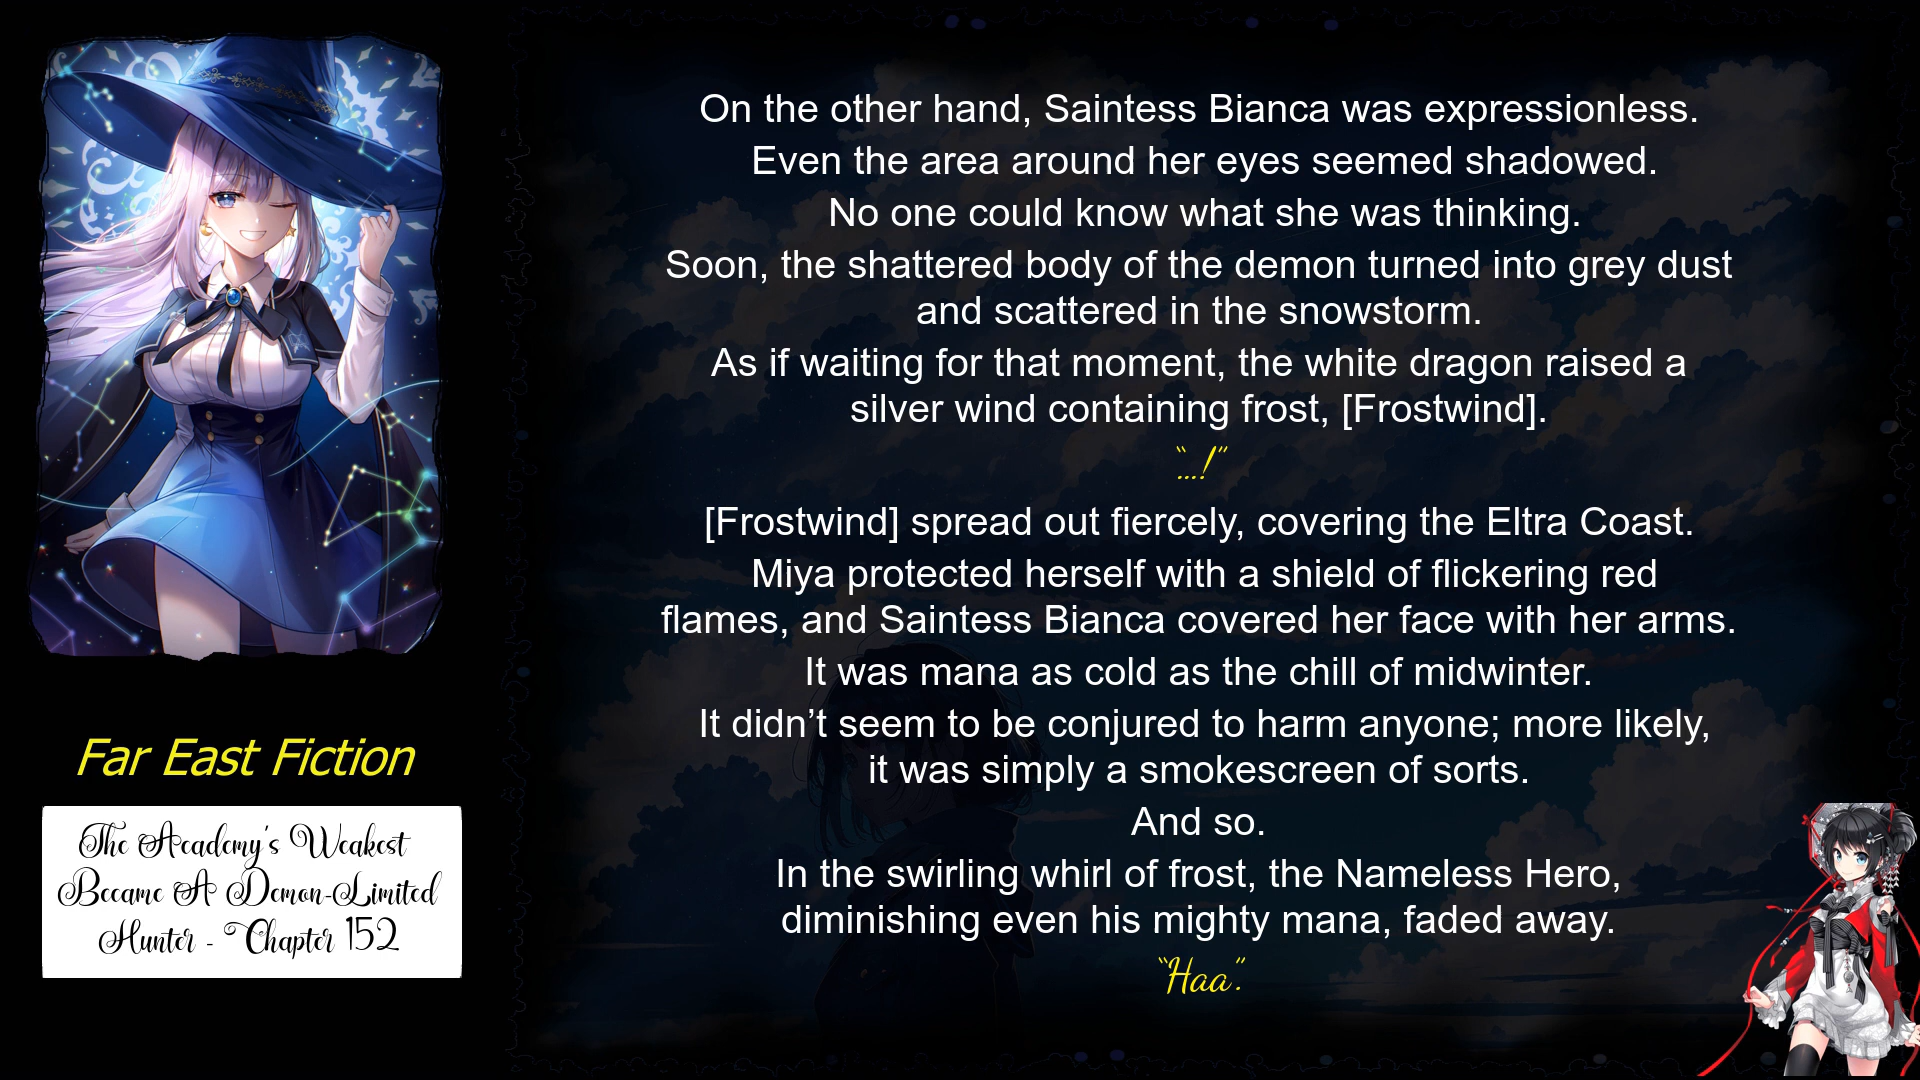 Far East Fiction
The Academy's Weakest
Became A Demon-Limited
Hunter - Chapter 152
On the other hand, Saintess Bianca was expressionless.
Even the area around her eyes seemed shadowed.
No one could know what she was thinking.
Soon, the shattered body of the demon turned into grey dust
and scattered in the snowstorm.
As if waiting for that moment, the white dragon raised a
silver wind containing frost, [Frostwind].
“...!”
[Frostwind] spread out fiercely, covering the Eltra Coast.
Miya protected herself with a shield of flickering red
flames, and Saintess Bianca covered her face with her arms.
It was mana as cold as the chill of midwinter.
It didn’t seem to be conjured to harm anyone; more likely,
it was simply a smokescreen of sorts.
And so.
In the swirling whirl of frost, the Nameless Hero,
diminishing even his mighty mana, faded away.
“Haa”.